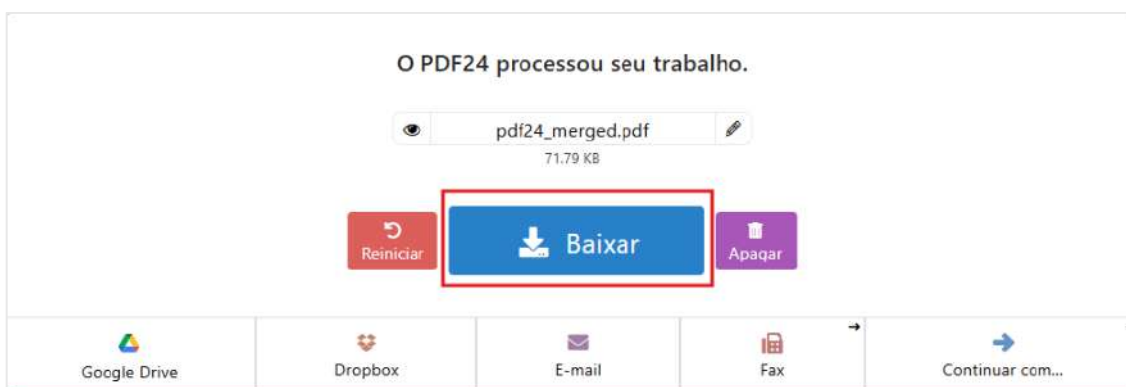 O PDF24 processou seu trabalho.
pdf24_merged.pdf
71.79 KB
Reiniciar
Baixar
Apagar
Google Drive
Dropbox
E-mail
Fax
Continuar com...